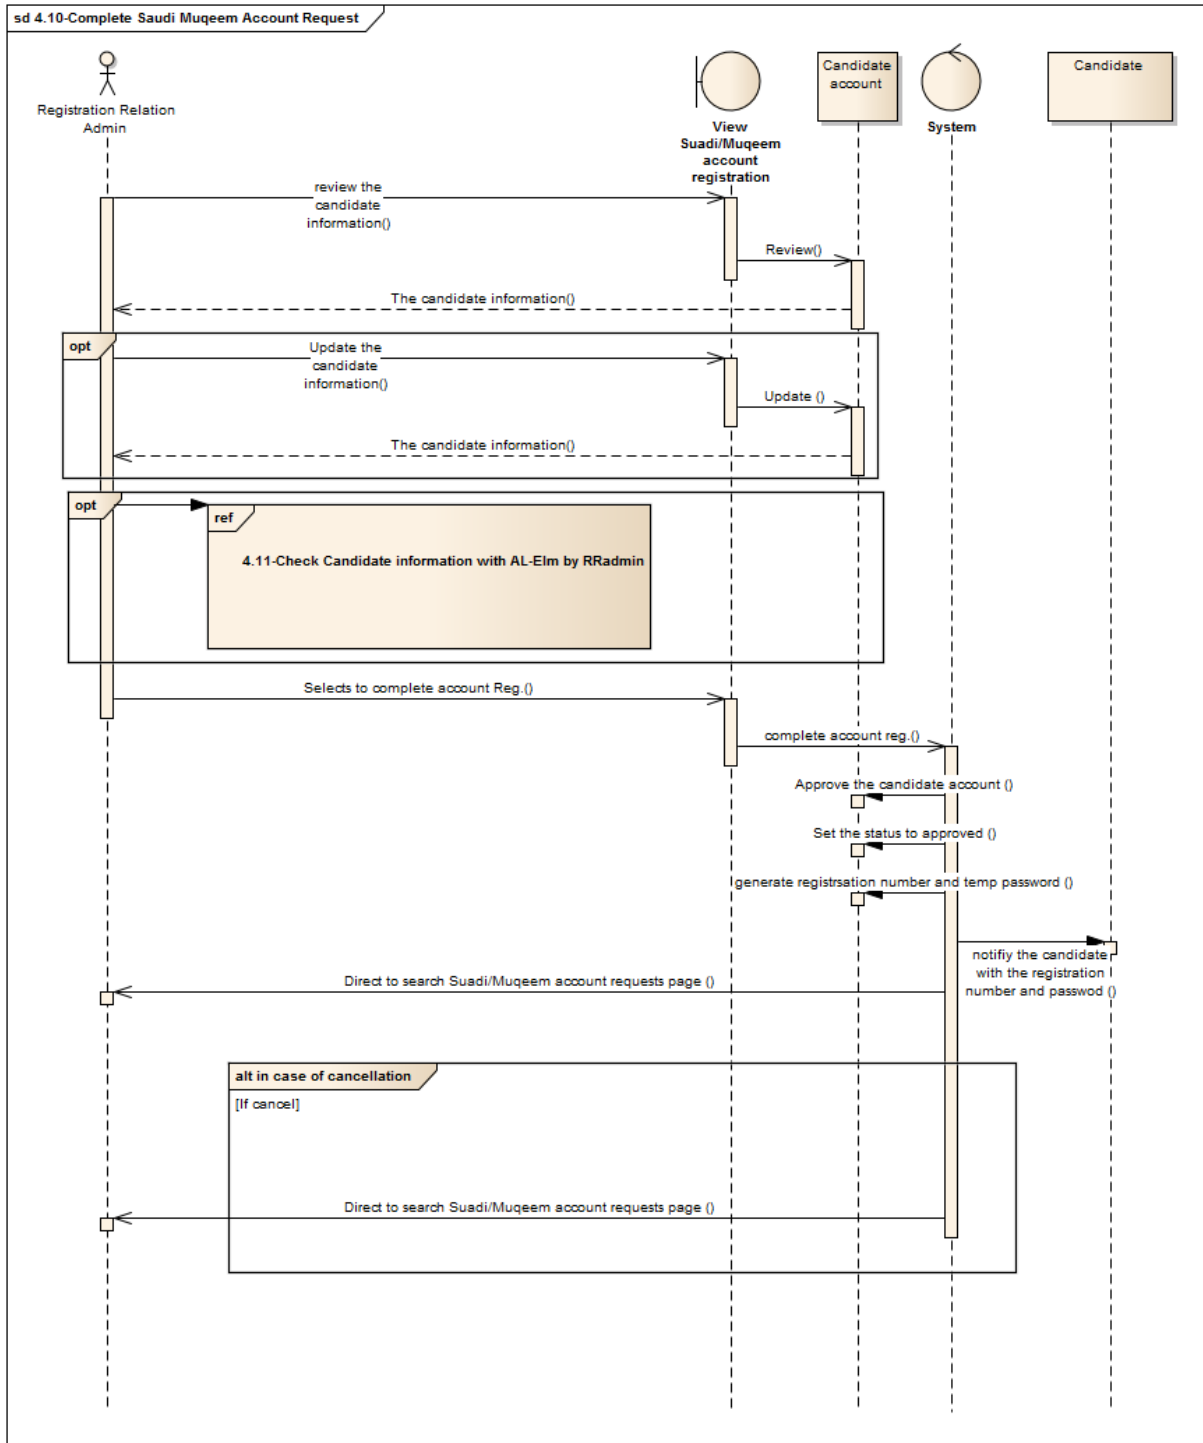 sd 4.10-Complete Saudi Muqeem Account Request
Registration Relation
Admin
View
Suadi/Muqeem
account
registration
Candidate
account
System
Candidate
review the
candidate
information()
Review()
The candidate information()
opt
Update the
candidate
information()
Update ()
The candidate information()
opt
ref
4.11-Check Candidate information with AL-Elm by RRadmin
Selects to complete account Reg.()
complete account reg.()
Approve the candidate account ()
Set the status to approved ()
generate registrsation number and temp password ()
notifiy the candidate
with the registration
number and passwod ()
Direct to search Suadi/Muqeem account requests page ()
alt in case of cancellation
[If cancel]
Direct to search Suadi/Muqeem account requests page ()